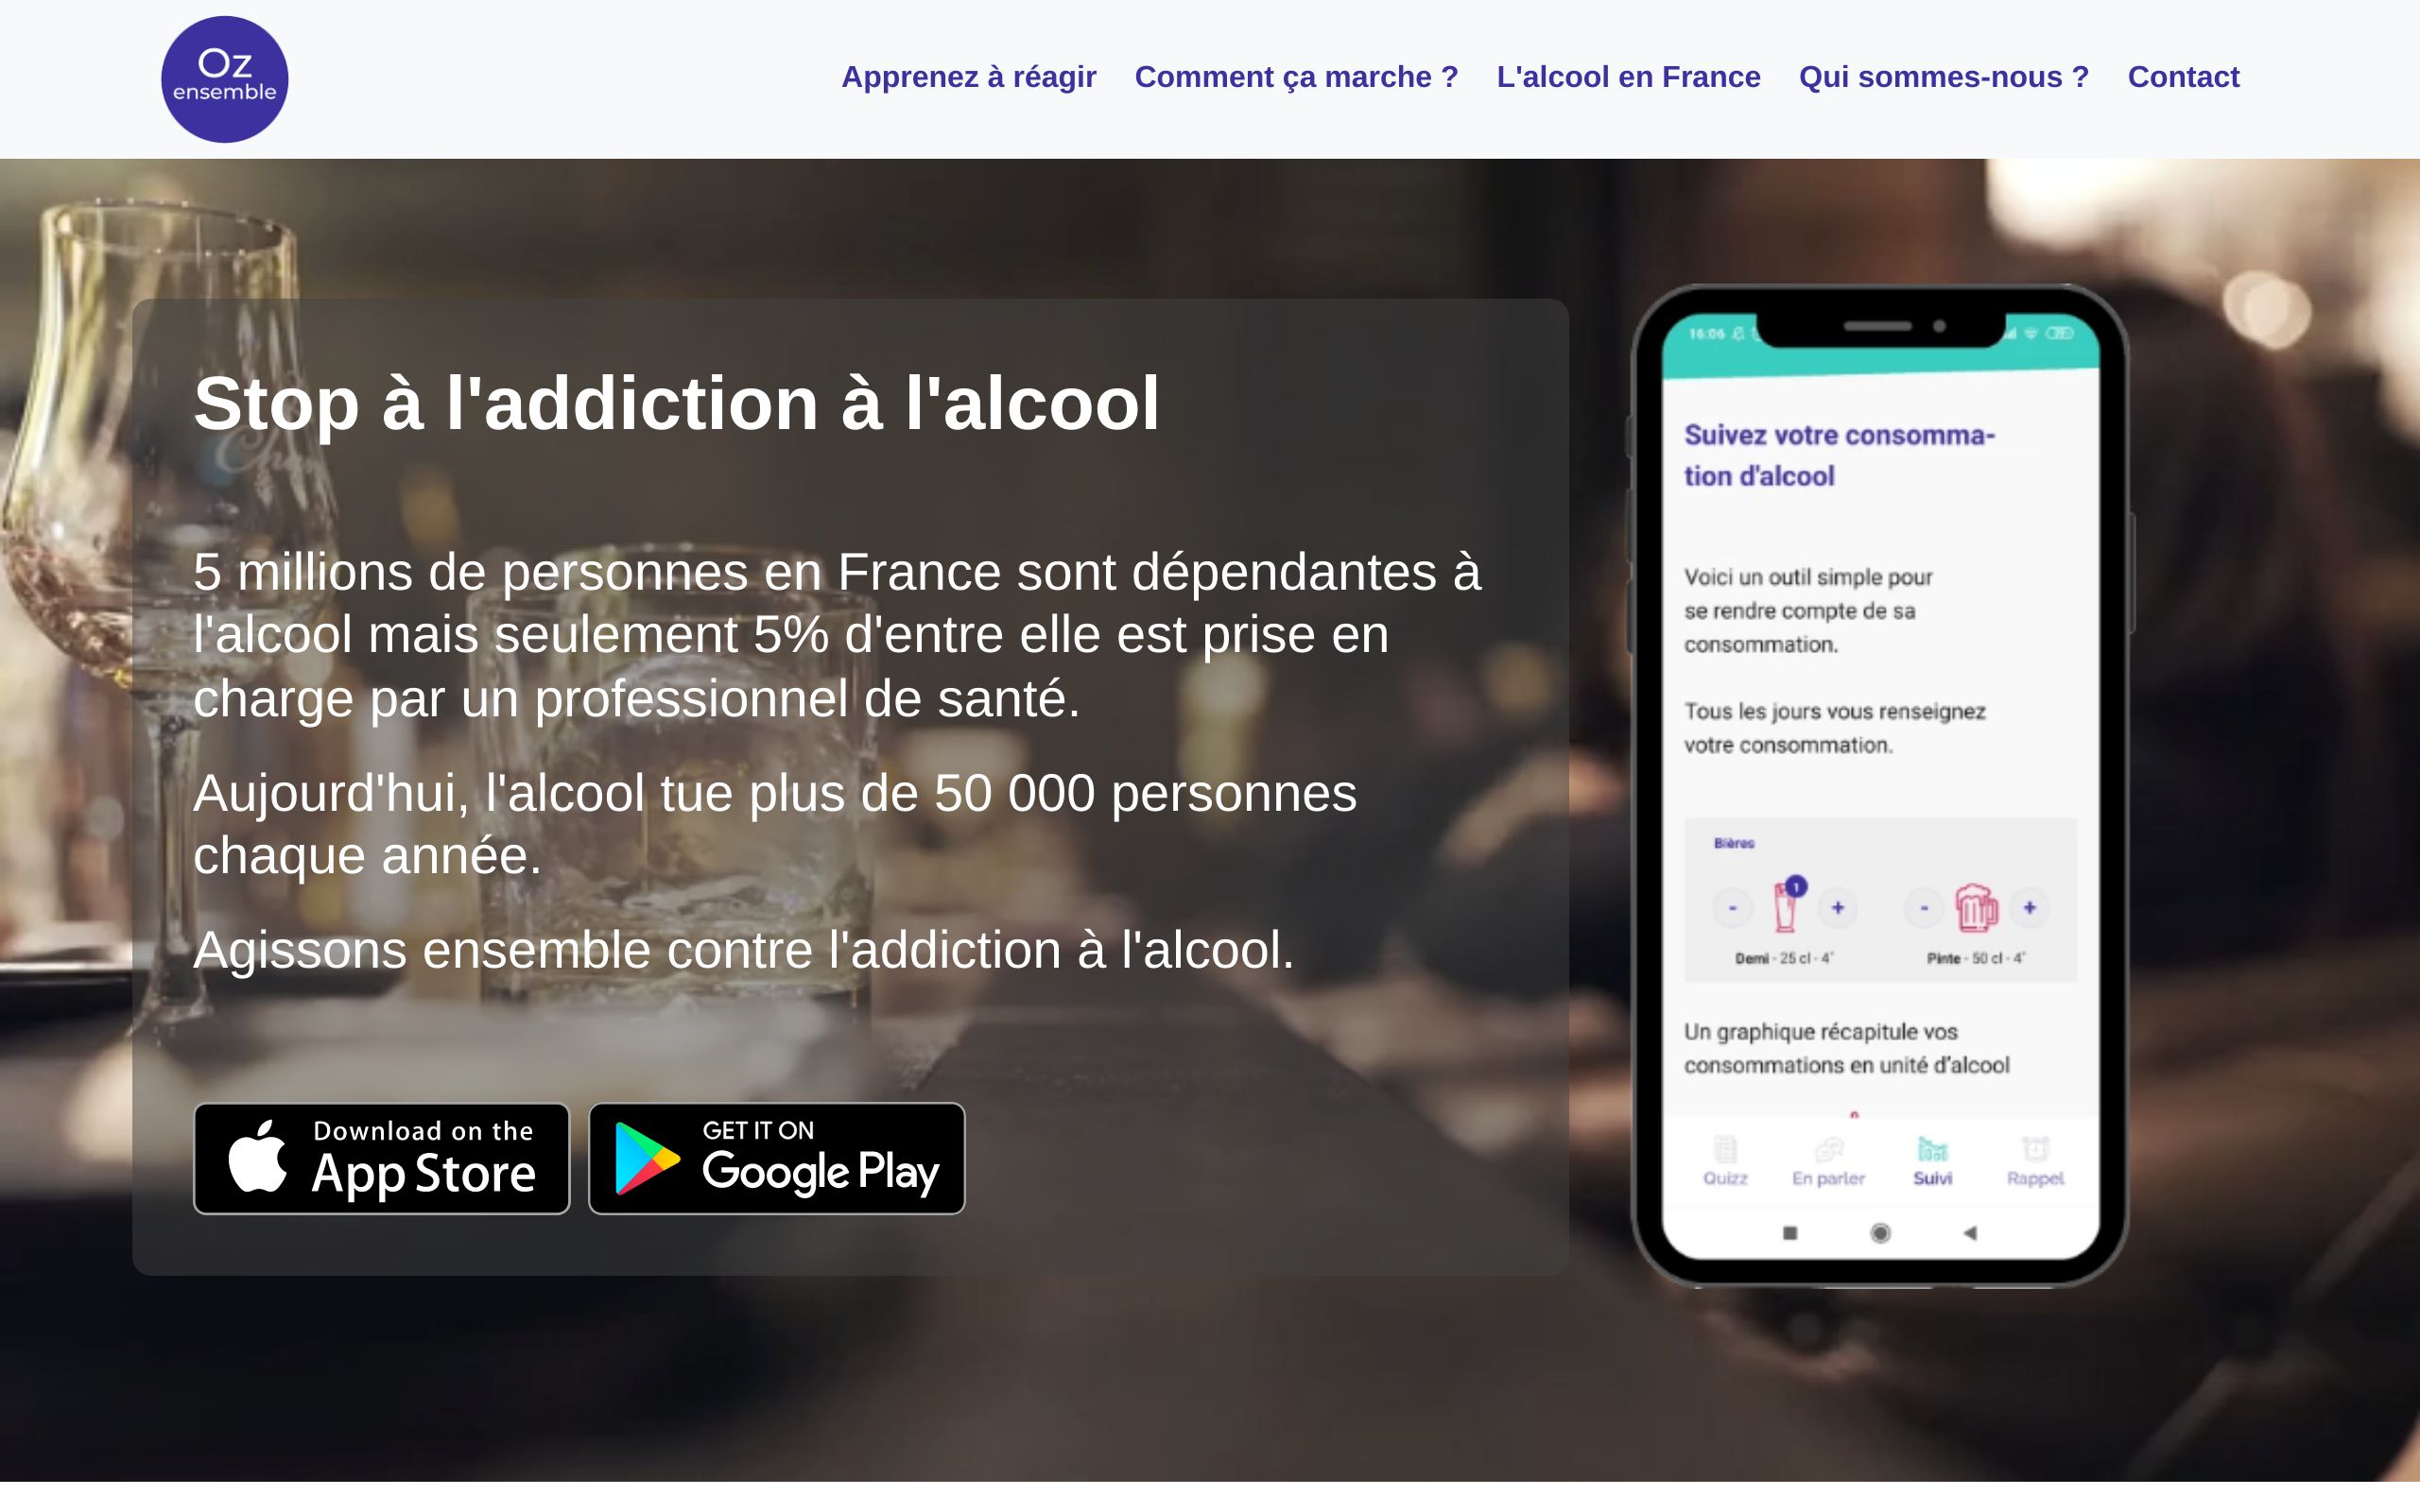 Oz
ensemble
Apprenez à réagir
Comment ça marche ?
L'alcool en France
Qui sommes-nous ?
Contact
Stop à l'addiction à l'alcool
5 millions de personnes en France sont dépendantes à
l'alcool mais seulement 5% d'entre elle est prise en
charge par un professionnel de santé.
Aujourd'hui, l'alcool tue plus de 50 000 personnes
chaque année.
Agissons ensemble contre l'addiction à l'alcool.
Download on the
App Store
GET IT ON
Google Play
16:06
Suivez votre consomma-
tion d'alcool
Voici un outil simple pour
se rendre compte de sa
consommation.
Tous les jours vous renseignez
votre consommation.
Bières
- 1 +
- +
Demi - 25 cl - 4°
Pinte - 50 cl - 4°
Un graphique récapitule vos
consommations en unité d'alcool
Quizz
En parler
Suivi
Rappel